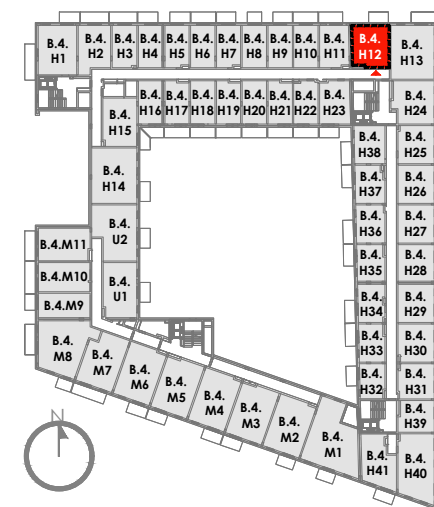 B.4.
H1
B.4.
H2
B.4.
H3
B.4.
H4
B.4.
H5
B.4.
H6
B.4.
H7
B.4.
H8
B.4.
H9
B.4.
H10
B.4.
H11
B.4.
H12
B.4.
H13
B.4.
H15
B.4.
H16
B.4.
H17
B.4.
H18
B.4.
H19
B.4.
H20
B.4.
H21
B.4.
H22
B.4.
H23
B.4.
H24
B.4.
H38
B.4.
H25
B.4.
H14
B.4.
H37
B.4.
H26
B.4.
U2
B.4.
H36
B.4.
H27
B.4.M11
B.4.
H35
B.4.
H28
B.4.M10
B.4.
U1
B.4.
H34
B.4.
H29
B.4.M9
B.4.
H33
B.4.
H30
B.4.
M8
B.4.
M7
B.4.
M6
B.4.
M5
B.4.
M4
B.4.
M3
B.4.
M2
B.4.
M1
B.4.
H32
B.4.
H31
B.4.
H39
B.4.
H41
B.4.
H40
N